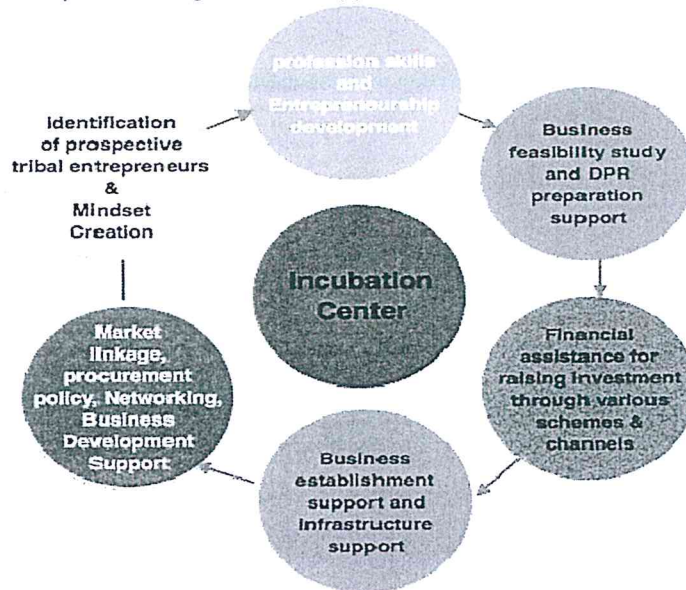 profession skills
and
Entrepreneurship
development
Identification
of prospective
tribal entrepreneurs
&
Mindset
Creation
Business
feasibility study
and DPR
preparation
support
Incubation
Center
Market
linkage,
procurement
policy, Networking,
Business
Development
Support
Financial
assistance for
raising investment
through various
schemes &
channels
Business
establishment
support and
infrastructure
support